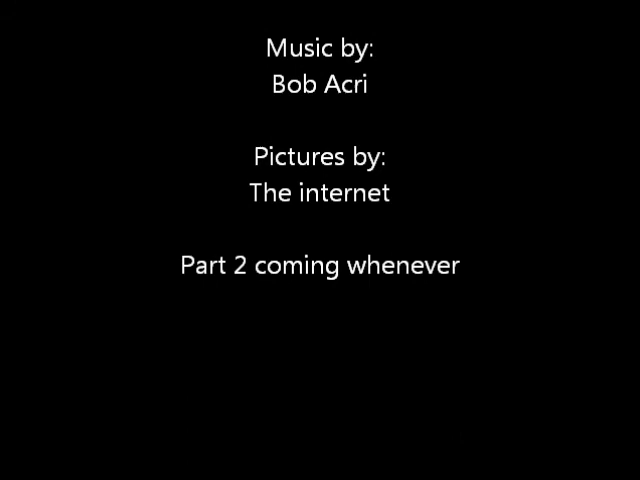 Music by:
Bob Acri
Pictures by:
The internet
Part 2 coming whenever